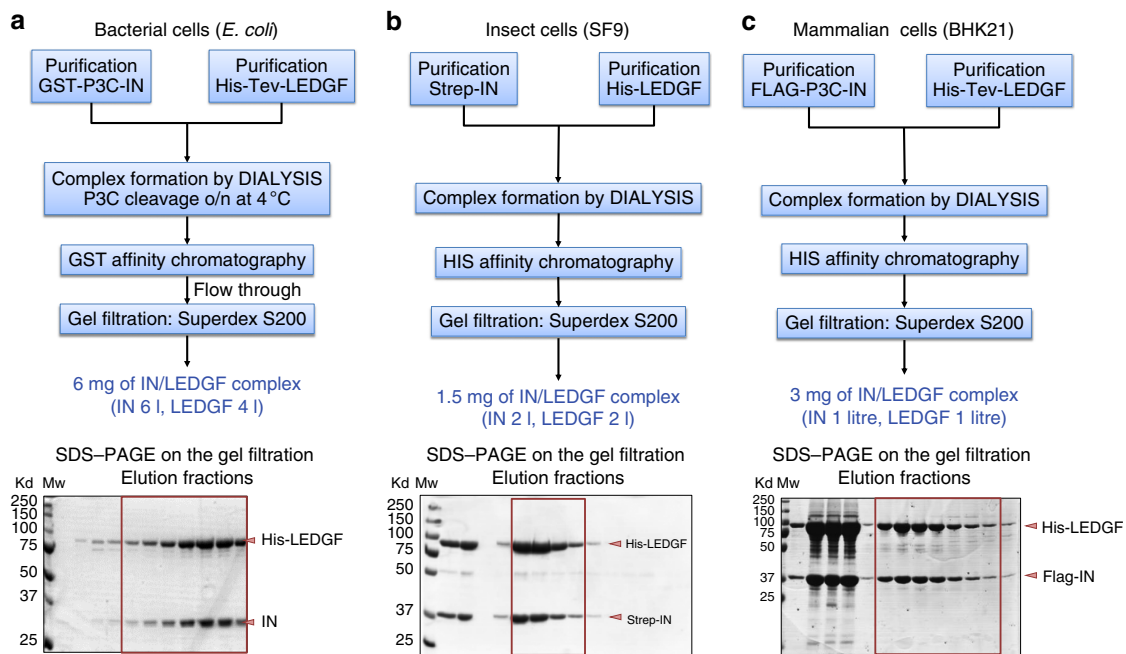 a
Bacterial cells (E. coli)
Purification
GST-P3C-IN
Purification
His-Tev-LEDGF
Complex formation by DIALYSIS
P3C cleavage o/n at 4 °C
GST affinity chromatography
Flow through
Gel filtration: Superdex S200
6 mg of IN/LEDGF complex
(IN 6 l, LEDGF 4 l)
SDS–PAGE on the gel filtration
Elution fractions
Kd Mw
250
150
100
75
50
37
25
His-LEDGF
IN
b
Insect cells (SF9)
Purification
Strep-IN
Purification
His-LEDGF
Complex formation by DIALYSIS
HIS affinity chromatography
Gel filtration: Superdex S200
1.5 mg of IN/LEDGF complex
(IN 2 l, LEDGF 2 l)
SDS–PAGE on the gel filtration
Elution fractions
Kd Mw
250
150
100
75
50
37
25
His-LEDGF
Strep-IN
c
Mammalian cells (BHK21)
Purification
FLAG-P3C-IN
Purification
His-Tev-LEDGF
Complex formation by DIALYSIS
HIS affinity chromatography
Gel filtration: Superdex S200
3 mg of IN/LEDGF complex
(IN 1 litre, LEDGF 1 litre)
SDS–PAGE on the gel filtration
Elution fractions
Kd Mw
250
150
100
75
50
37
25
His-LEDGF
Flag-IN